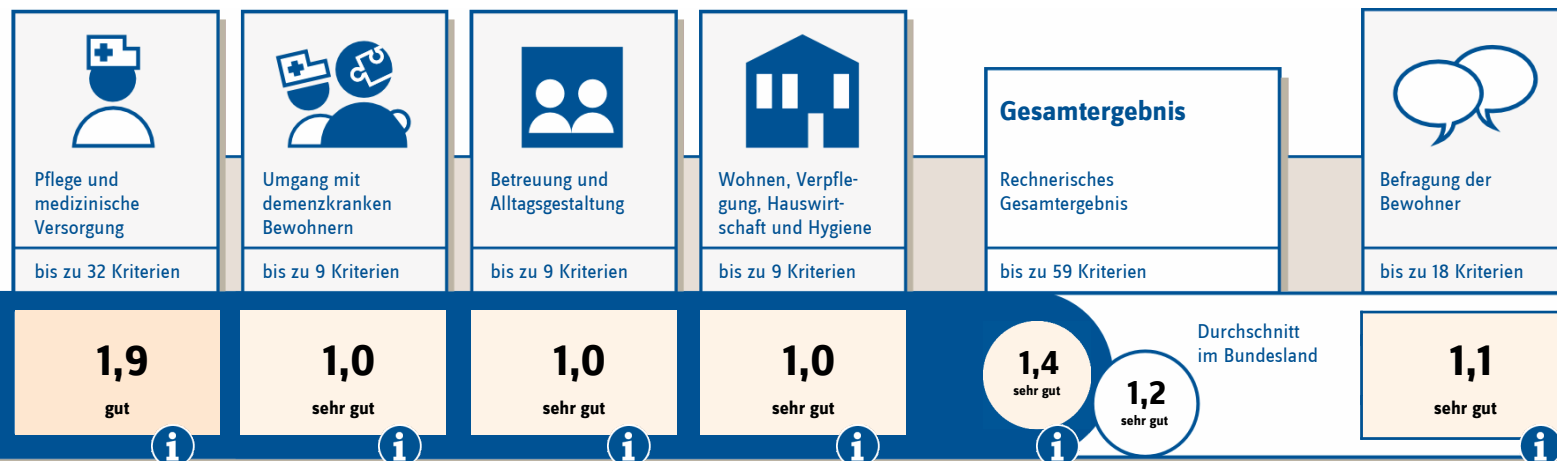 Pflege und
medizinische
Versorgung
bis zu 32 Kriterien
1,9
gut
Umgang mit
demenzkranken
Bewohnern
bis zu 9 Kriterien
1,0
sehr gut
Betreuung und
Alltagsgestaltung
bis zu 9 Kriterien
1,0
sehr gut
Wohnen, Verpfle-
gung, Hauswirt-
schaft und Hygiene
bis zu 9 Kriterien
1,0
sehr gut
Gesamtergebnis
Rechnerisches
Gesamtergebnis
bis zu 59 Kriterien
1,4
sehr gut
Durchschnitt
im Bundesland
1,2
sehr gut
Befragung der
Bewohner
bis zu 18 Kriterien
1,1
sehr gut